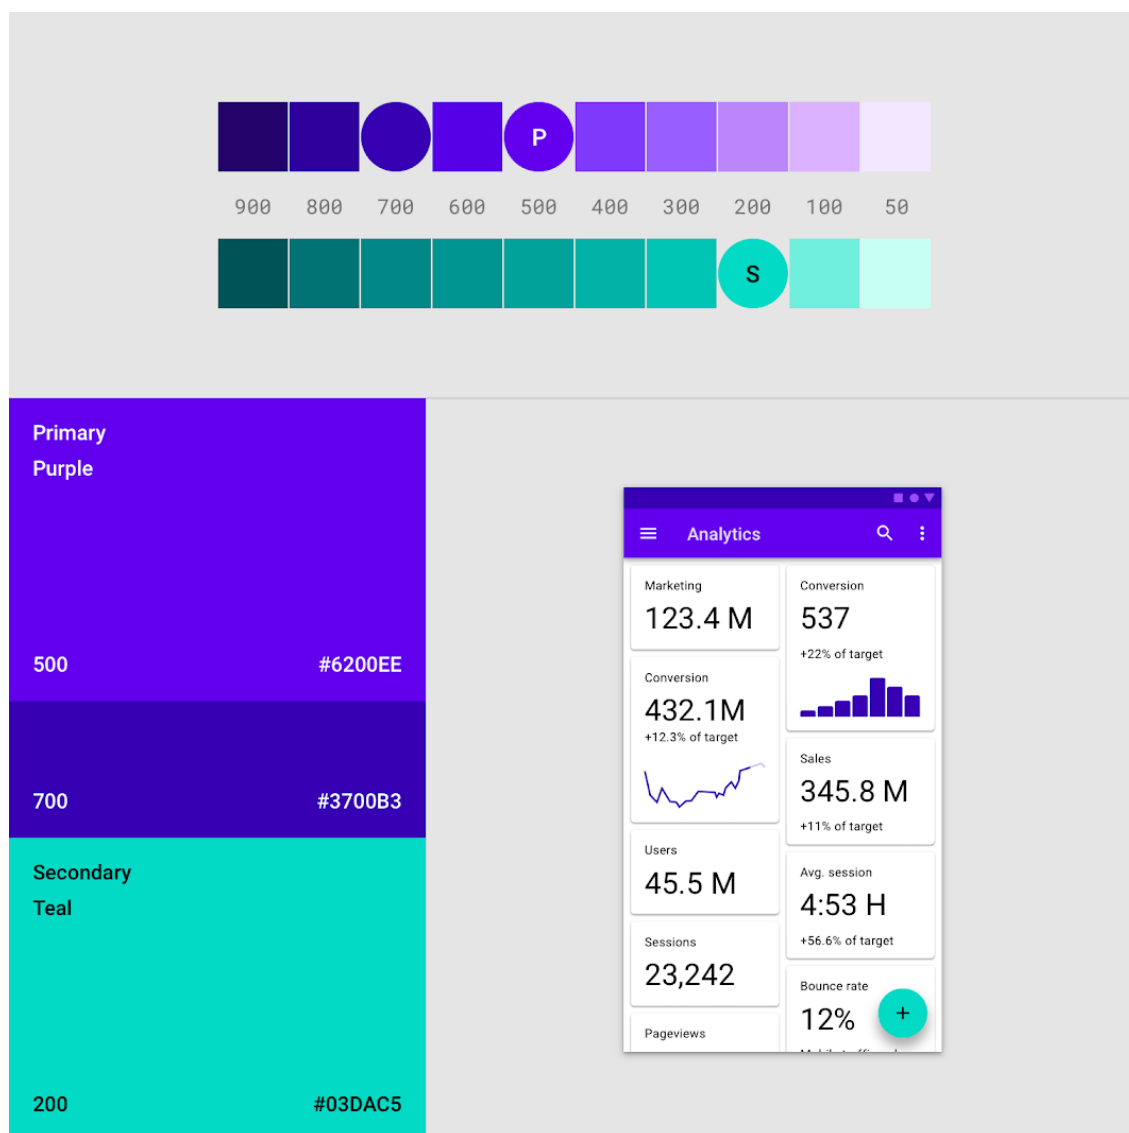 P
900 800 700 600 500 400 300 200 100 50
S
Primary
Purple
500 #6200EE
700 #3700B3
Secondary
Teal
200 #03DAC5
Analytics
Marketing
123.4 M
Conversion
432.1M
+12.3% of target
Users
45.5 M
Sessions
23,242
Pageviews
Conversion
537
+22% of target
Sales
345.8 M
+11% of target
Avg. session
4:53 H
+56.6% of target
Bounce rate
12%
+